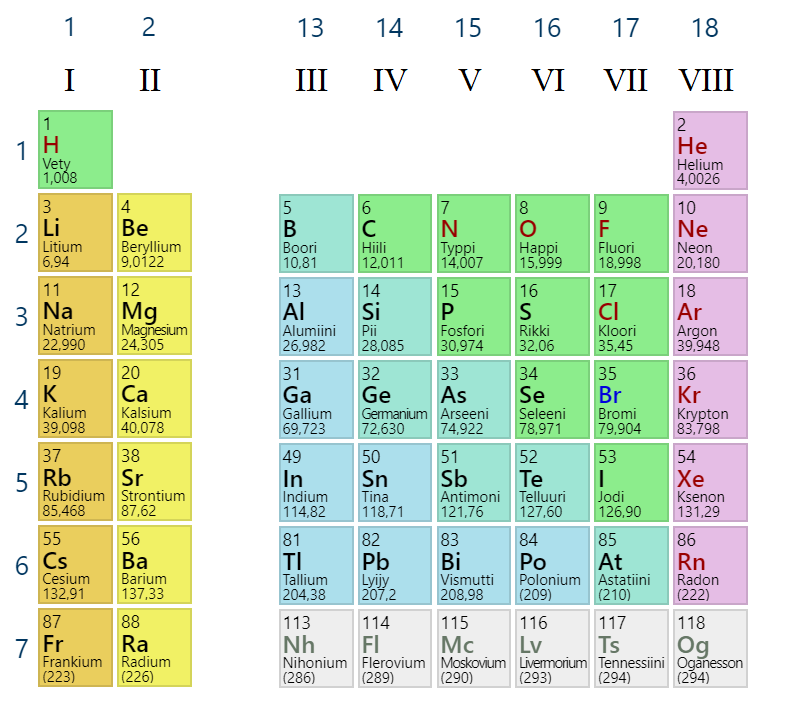 1 2 13 14 15 16 17 18
I II III IV V VI VII VIII
1
1
H
Vety
1,008
2
He
Helium
4,0026
2
3
Li
Litium
6,94
4
Be
Beryllium
9,0122
5
B
Boori
10,81
6
C
Hiili
12,011
7
N
Typpi
14,007
8
O
Happi
15,999
9
F
Fluori
18,998
10
Ne
Neon
20,180
3
11
Na
Natrium
22,990
12
Mg
Magnesium
24,305
13
Al
Alumiini
26,982
14
Si
Pii
28,085
15
P
Fosfori
30,974
16
S
Rikki
32,06
17
Cl
Kloori
35,45
18
Ar
Argon
39,948
4
19
K
Kalium
39,098
20
Ca
Kalsium
40,078
31
Ga
Gallium
69,723
32
Ge
Germanium
72,630
33
As
Arseeni
74,922
34
Se
Seleeni
78,971
35
Br
Bromi
79,904
36
Kr
Krypton
83,798
5
37
Rb
Rubidium
85,468
38
Sr
Strontium
87,62
49
In
Indium
114,82
50
Sn
Tina
118,71
51
Sb
Antimoni
121,76
52
Te
Telluuri
127,60
53
I
Jodi
126,90
54
Xe
Ksenon
131,29
6
55
Cs
Cesium
132,91
56
Ba
Barium
137,33
81
Tl
Tallium
204,38
82
Pb
Lyijy
207,2
83
Bi
Vismutti
208,98
84
Po
Polonium
(209)
85
At
Astatiini
(210)
86
Rn
Radon
(222)
7
87
Fr
Frankium
(223)
88
Ra
Radium
(226)
113
Nh
Nihonium
(286)
114
Fl
Flerovium
(289)
115
Mc
Moskovium
(290)
116
Lv
Livermorium
(293)
117
Ts
Tennessiini
(294)
118
Og
Oganesson
(294)